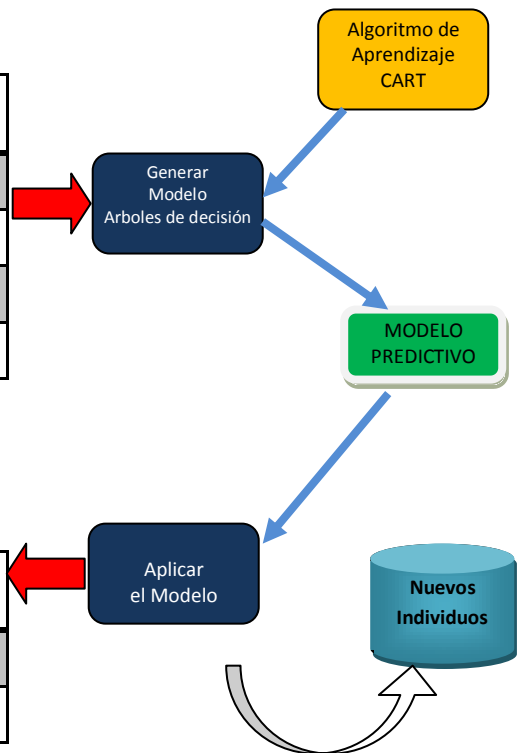 Algoritmo de
Aprendizaje
CART
Generar
Modelo
Arboles de decisión
MODELO
PREDICTIVO
Aplicar
el Modelo
Nuevos
Individuos